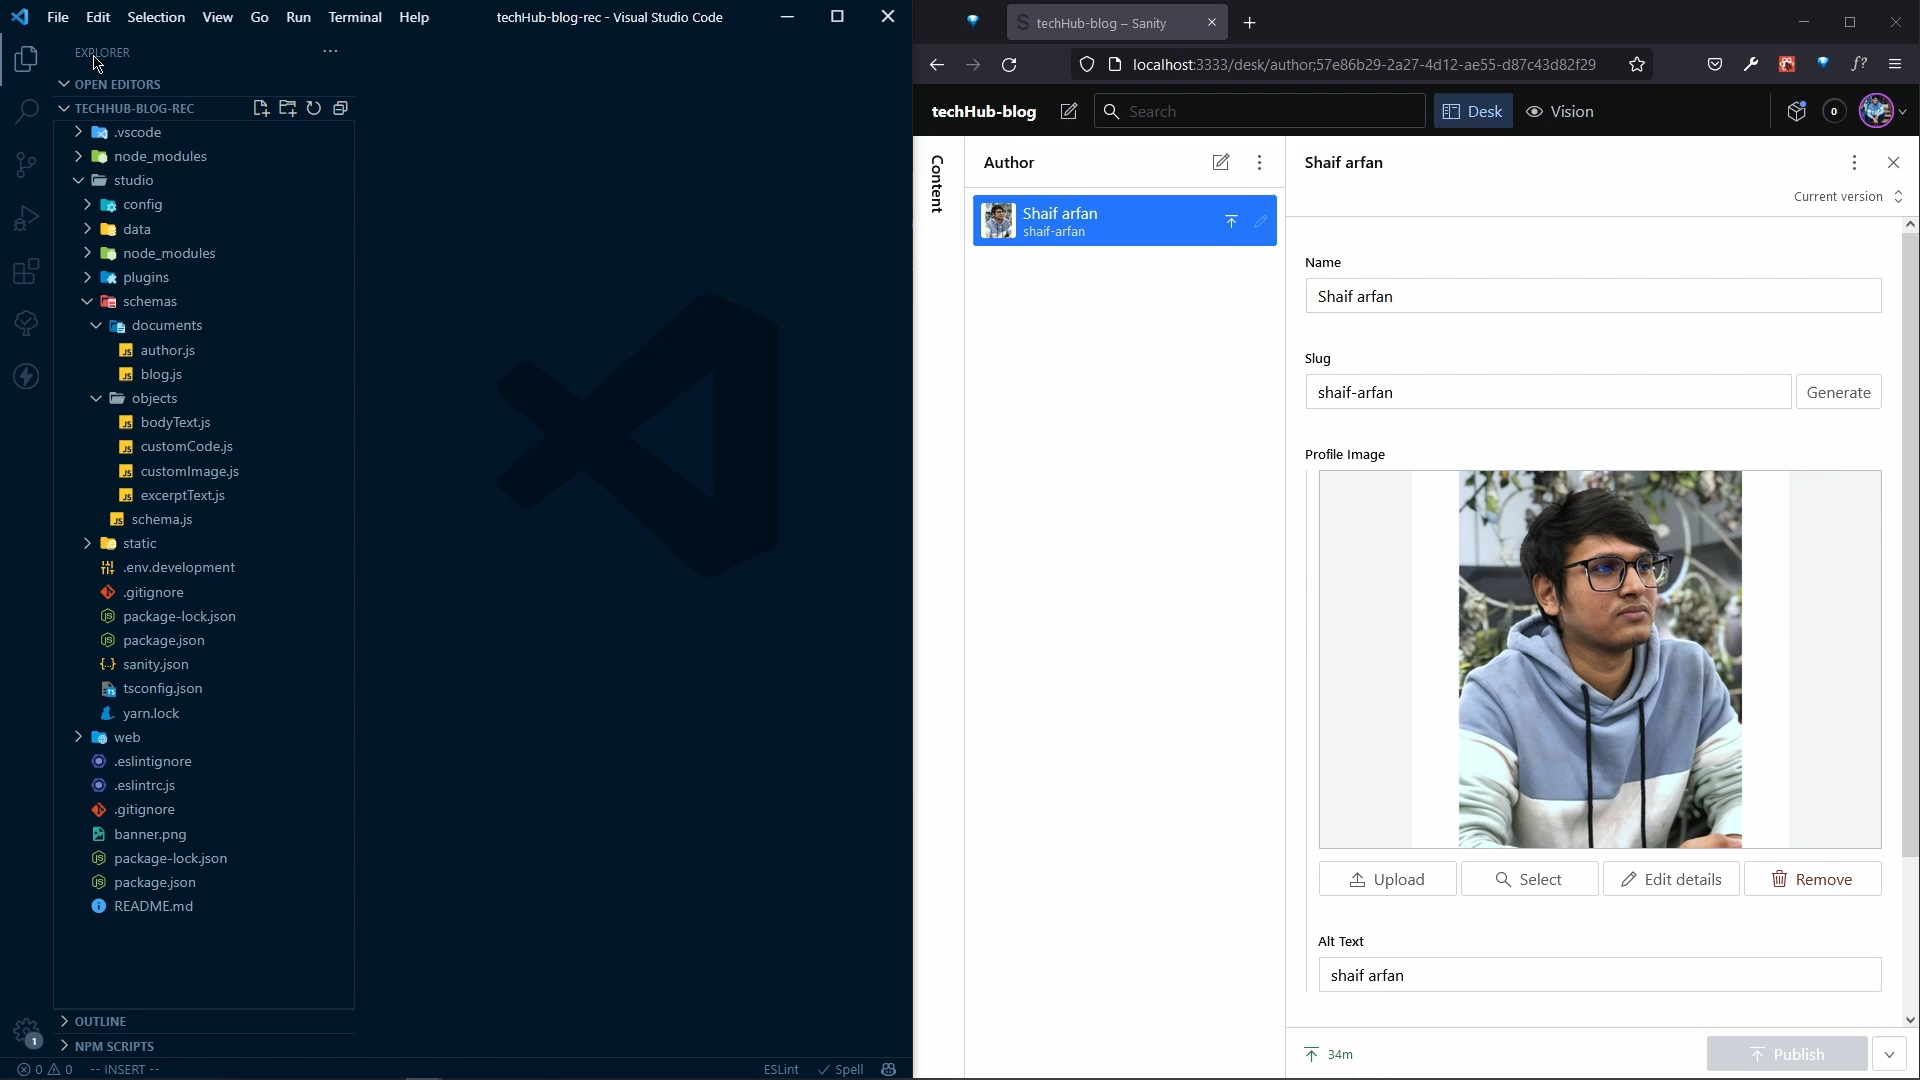 File Edit Selection View Go Run Terminal Help
techHub-blog-rec - Visual Studio Code
EXPLORER
OPEN EDITORS
TECHHUB-BLOG-REC
.vscode
node_modules
studio
config
data
node_modules
plugins
schemas
documents
author.js
blog.js
objects
bodyText.js
customCode.js
customImage.js
excerptText.js
schema.js
static
.env.development
.gitignore
package-lock.json
package.json
sanity.json
tsconfig.json
yarn.lock
web
.eslintignore
.eslintrc.js
.gitignore
banner.png
package-lock.json
package.json
README.md
OUTLINE
NPM SCRIPTS
1
0 0 -- INSERT --
ESLint Spell
techHub-blog – Sanity
localhost:3333/desk/author;57e86b29-2a27-4d12-ae55-d87c43d82f29
f?
techHub-blog
Search
Desk
Vision
0
Content
Author
Shaif arfan
shaif-arfan
Shaif arfan
Current version
Name
Shaif arfan
Slug
shaif-arfan
Generate
Profile Image
Upload
Select
Edit details
Remove
Alt Text
shaif arfan
34m
Publish